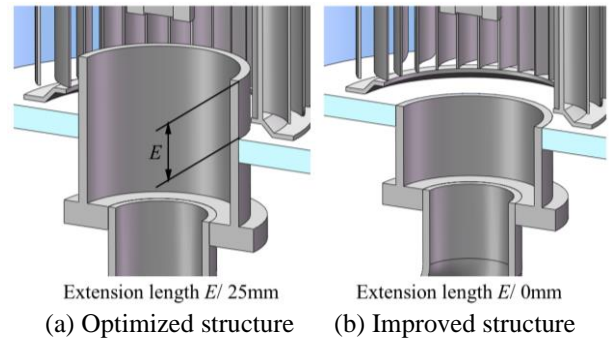 E
Extension length E/ 25mm Extension length E/ 0mm
(a) Optimized structure (b) Improved structure